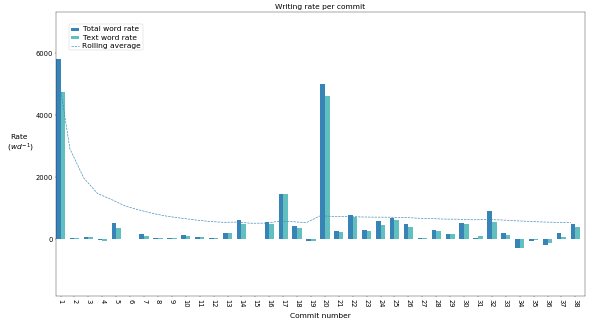 Writing rate per commit
Total word rate
Text word rate
Rolling average
6000
4000
2000
0
Rate
(wd⁻¹)
1 2 3 4 5 6 7 8 9 10 11 12 13 14 15 16 17 18 19 20 21 22 23 24 25 26 27 28 29 30 31 32 33 34 35 36 37 38
Commit number